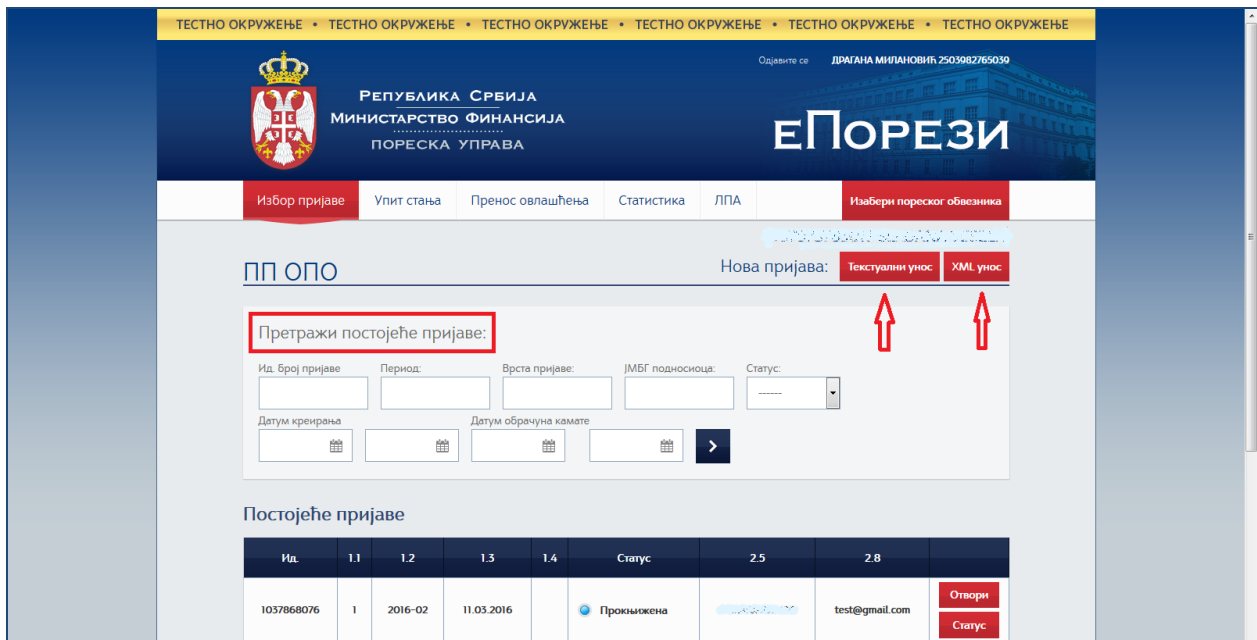 ТЕСТНО ОКРУЖЕЊЕ • ТЕСТНО ОКРУЖЕЊЕ • ТЕСТНО ОКРУЖЕЊЕ • ТЕСТНО ОКРУЖЕЊЕ • ТЕСТНО ОКРУЖЕЊЕ • ТЕСТНО ОКРУЖЕЊЕ
Одјавите се ДРАГАНА МИЛАНОВИЋ 2503982765039
Република Србија
Министарство Финансија
ПОРЕСКА УПРАВА
еПорези
Избор пријаве Упит стања Пренос овлашћења Статистика ЛПА Изабери пореског обвезника
ПП ОПО Нова пријава: Текстуални унос XML унос
Претражи постојеће пријаве:
Ид. број пријаве Период: Врста пријаве: ЈМБГ подносиоца: Статус:
------
Датум креирања Датум обрачуна камате
Постојеће пријаве
Ид. 1.1 1.2 1.3 1.4 Статус 2.5 2.8
1037868076 1 2016-02 11.03.2016 Прокњижена test@gmail.com Отвори
Статус